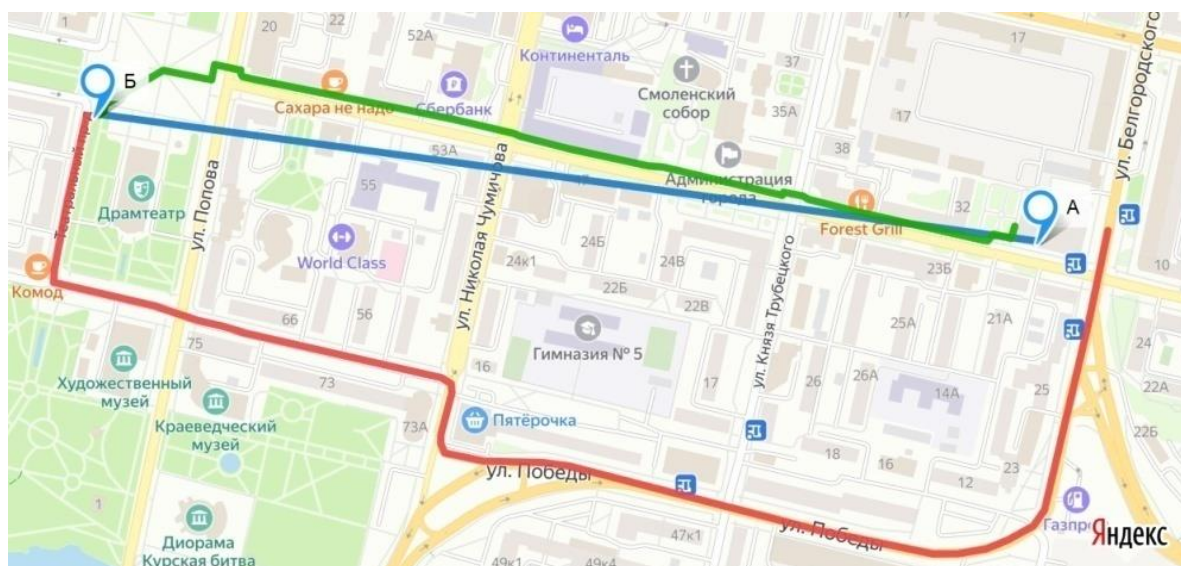 20
22
52А
Континенталь
17
17
ул. Белгородского
Б
Сахара не надо
Сбербанк
Смоленский
собор
37
35А
17
38
53А
Администрация
города
32
А
Театральный пр-д
Драмтеатр
ул. Попова
55
ул. Николая Чумичова
Forest Grill
World Class
24Б
24к1
24В
22Б
22В
23Б
10
Комод
66
56
ул. Князя Трубецкого
25А
21А
75
Гимназия № 5
16
17
26
26А
14А
25
24
22А
22Б
Художественный
музей
73
Краеведческий
музей
73А
Пятёрочка
ул. Победы
18
16
12
23
1
Диорама
Курская битва
47к1
49к1
49к4
ул. Победы
Газпр
Яндекс